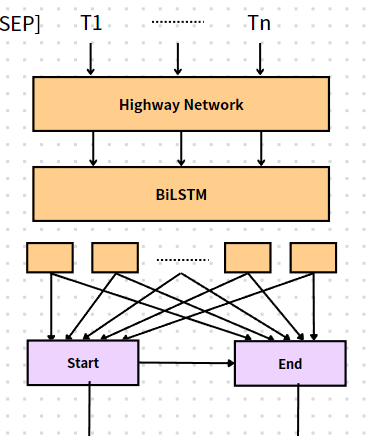 SEP] T1 Tn
Highway Network
BiLSTM
Start End